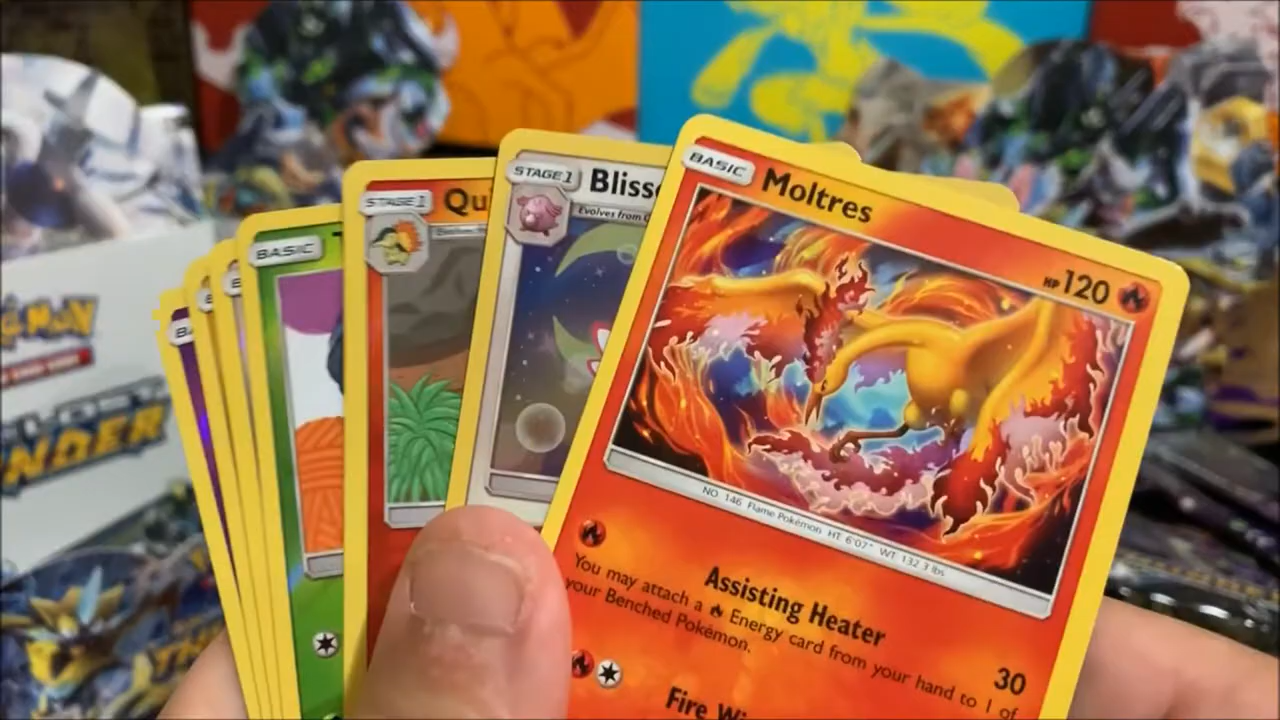 BASIC
Moltres
HP 120
NO. 146 Flame Pokémon HT 6'07" WT 132.3 lbs
Assisting Heater
30
You may attach a Energy card from your hand to 1 of
your Benched Pokémon.
Fire Wi
STAGE 1
Bliss
Evolves from
STAGE 1
Qu
BASIC